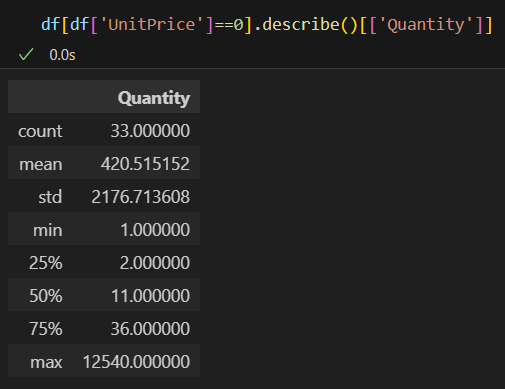 df[df['UnitPrice']==0].describe()[['Quantity']]
0.0s
Quantity
count 33.000000
mean 420.515152
std 2176.713608
min 1.000000
25% 2.000000
50% 11.000000
75% 36.000000
max 12540.000000